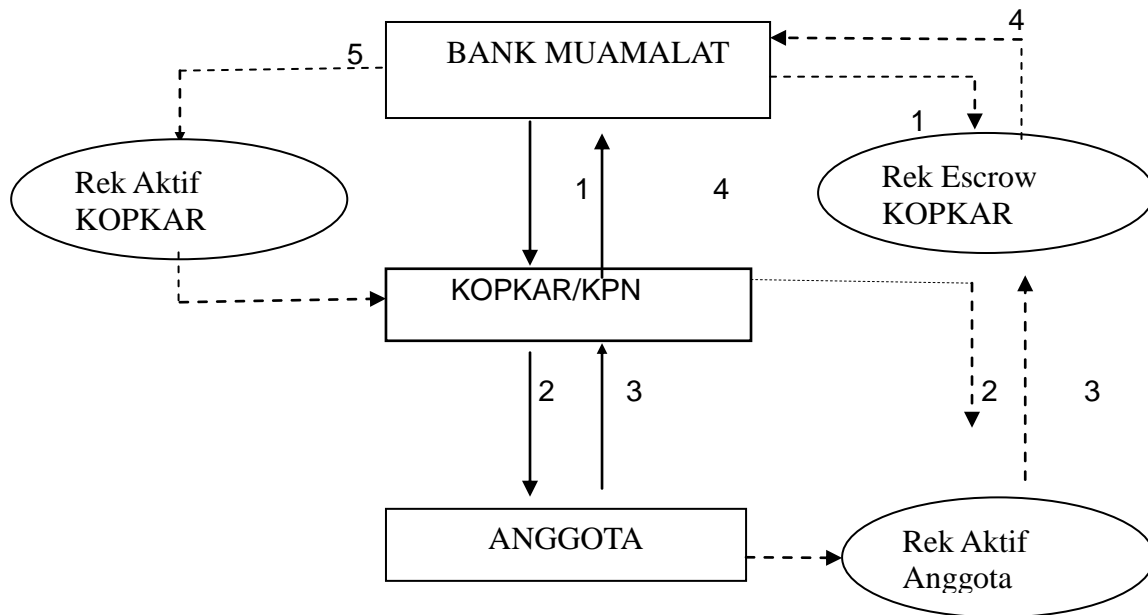 4
5
BANK MUAMALAT
1
Rek Aktif
KOPKAR
1
4
Rek Escrow
KOPKAR
KOPKAR/KPN
2
3
2
3
ANGGOTA
Rek Aktif
Anggota